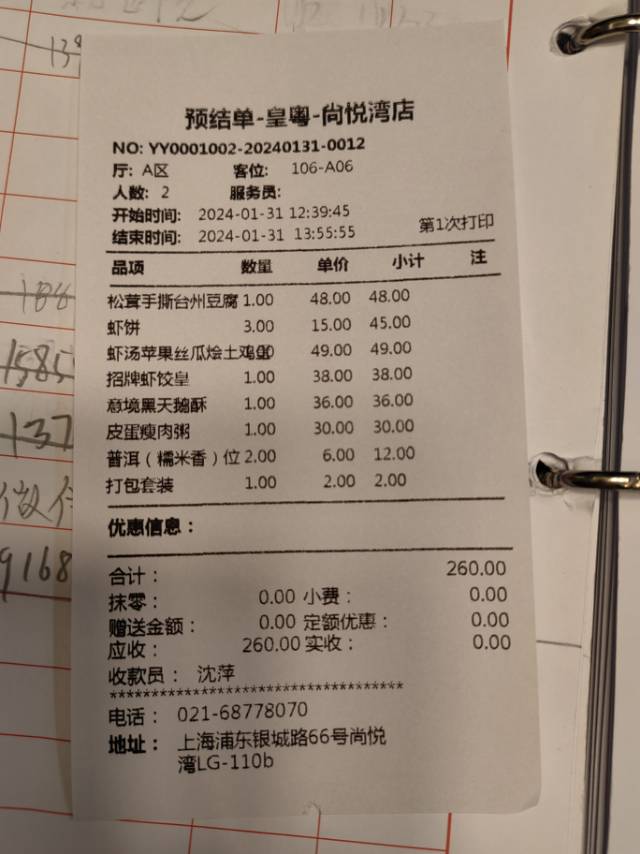 预结单-皇粤-尚悦湾店
NO: YY0001002-20240131-0012
厅: A区 客位: 106-A06
人数: 2 服务员:
开始时间: 2024-01-31 12:39:45
结束时间: 2024-01-31 13:55:55 第1次打印
品项 数量 单价 小计 注
松茸手撕台州豆腐 1.00 48.00 48.00
虾饼 3.00 15.00 45.00
虾汤苹果丝瓜烩土鸡蛋 49.00 49.00
招牌虾饺皇 1.00 38.00 38.00
意境黑天鹅酥 1.00 36.00 36.00
皮蛋瘦肉粥 1.00 30.00 30.00
普洱（糯米香）位 2.00 6.00 12.00
打包套装 1.00 2.00 2.00
优惠信息：
合计： 260.00
抹零： 0.00 小费： 0.00
赠送金额： 0.00 定额优惠： 0.00
应收： 260.00 实收： 0.00
收款员： 沈萍
************************************
电话： 021-68778070
地址： 上海浦东银城路66号尚悦
湾LG-110b
138
188
1585
137
微信
9168